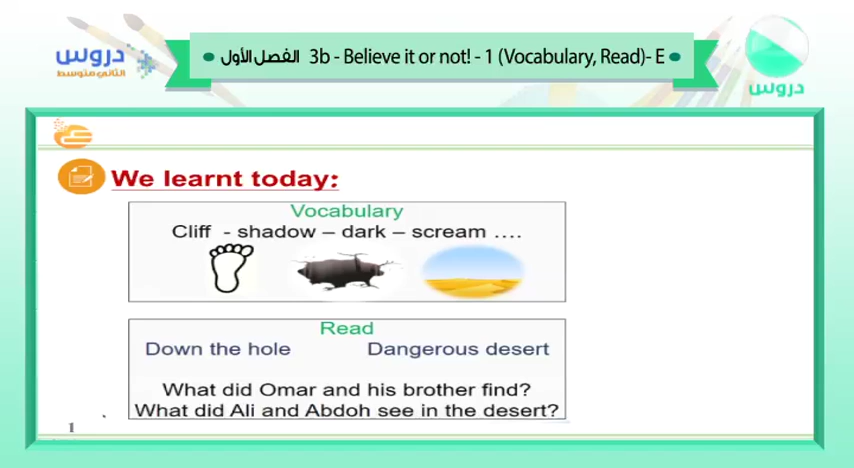 دروس
الثاني متوسط
3b - Believe it or not! - 1 (Vocabulary, Read)- E الفصل الأول
دروس
We learnt today:
Vocabulary
Cliff - shadow – dark – scream ....
Read
Down the hole Dangerous desert
What did Omar and his brother find?
What did Ali and Abdoh see in the desert?
1